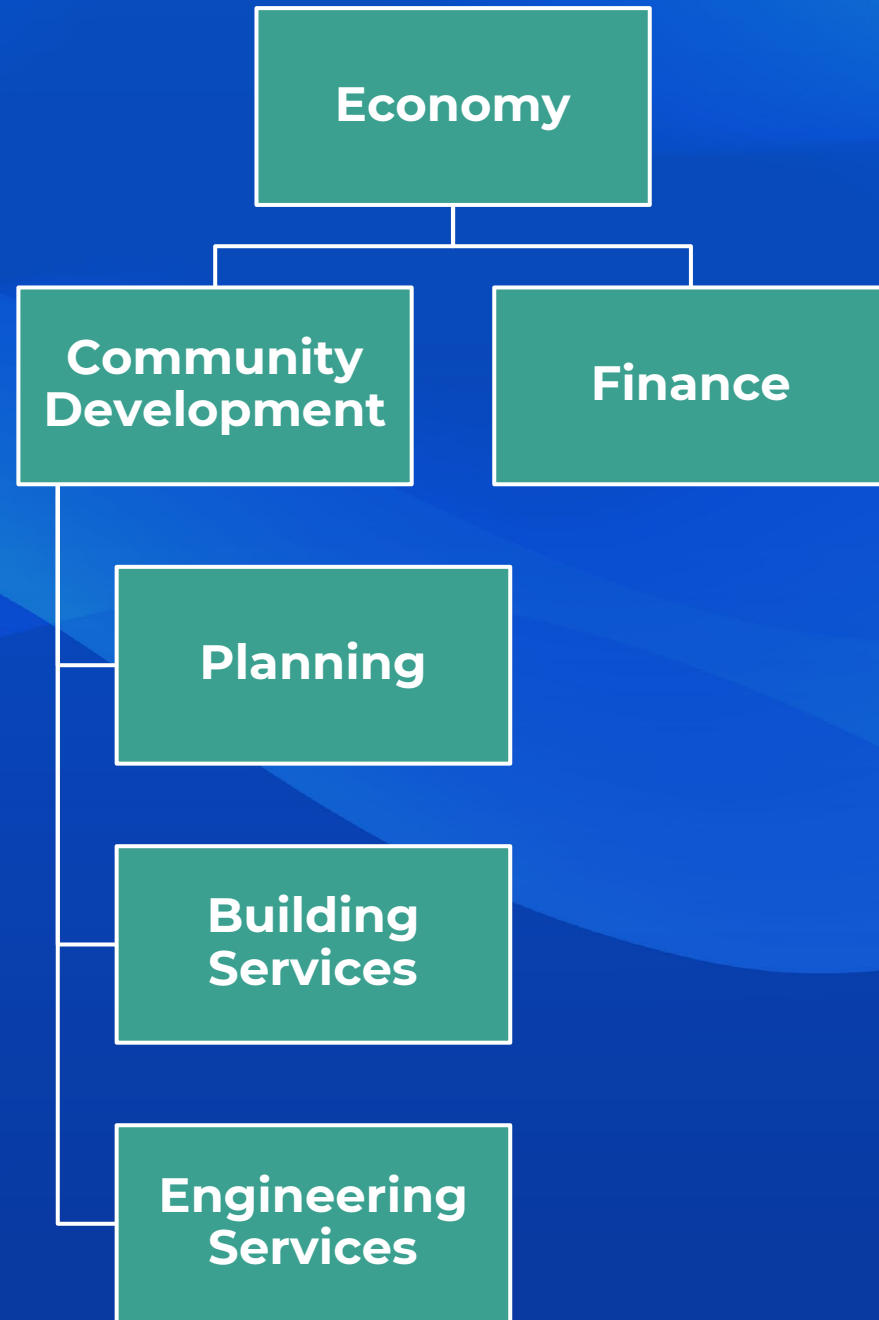 Economy
Community
Development
Finance
Planning
Building
Services
Engineering
Services